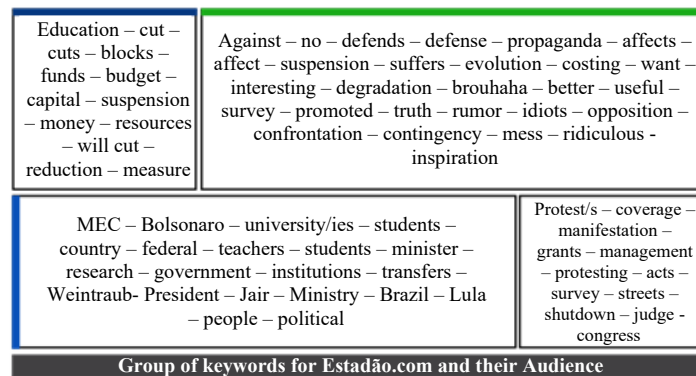 Education – cut –
cuts – blocks –
funds – budget –
capital – suspension
– money – resources
– will cut –
reduction – measure
Against – no – defends – defense – propaganda – affects –
affect – suspension – suffers – evolution – costing – want –
interesting – degradation – brouhaha – better – useful –
survey – promoted – truth – rumor – idiots – opposition –
confrontation – contingency – mess – ridiculous -
inspiration
MEC – Bolsonaro – university/ies – students –
country – federal – teachers – students – minister –
research – government – institutions – transfers –
Weintraub- President – Jair – Ministry – Brazil – Lula
– people – political
Protest/s – coverage –
manifestation –
grants – management
– protesting – acts –
survey – streets –
shutdown – judge -
congress
Group of keywords for Estadão.com and their Audience